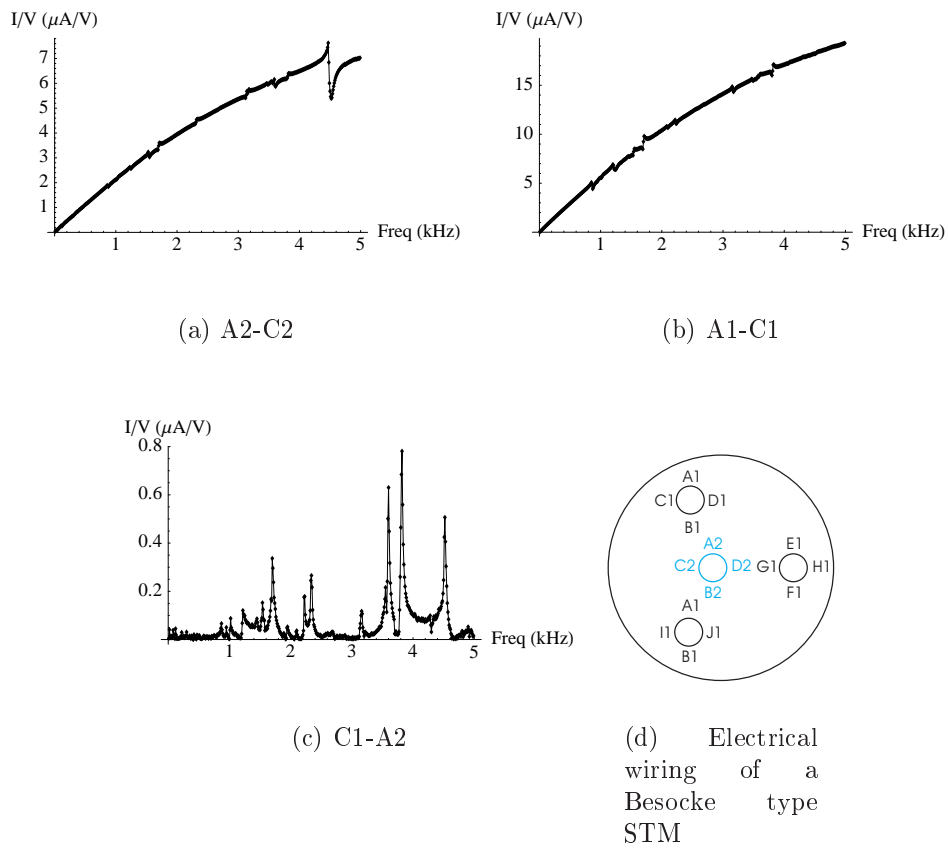 I/V (μA/V)
7
6
5
4
3
2
1
1 2 3 4 5
Freq (kHz)
(a) A2-C2
I/V (μA/V)
15
10
5
1 2 3 4 5
Freq (kHz)
(b) A1-C1
I/V (μA/V)
0.8
0.6
0.4
0.2
1 2 3 4 5
Freq (kHz)
(c) C1-A2
A1
C1 D1
B1
A2
C2 D2
B2
E1
G1 H1
F1
A1
I1 J1
B1
(d) Electrical
wiring of a
Besocke type
STM